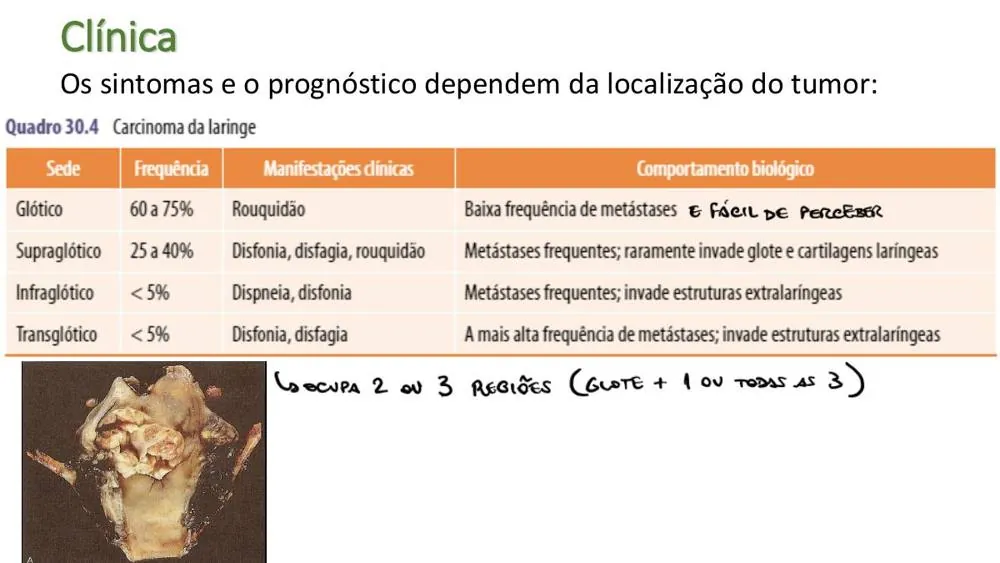 Clínica
Os sintomas e o prognóstico dependem da localização do tumor:
Quadro 30.4 Carcinoma da laringe
Sede Frequência Manifestações clínicas Comportamento biológico
Glótico 60 a 75% Rouquidão Baixa frequência de metástases E FÁCIL DE PERCEBER
Supraglótico 25 a 40% Disfonia, disfagia, rouquidão Metástases frequentes; raramente invade glote e cartilagens laríngeas
Infraglótico < 5% Dispneia, disfonia Metástases frequentes; invade estruturas extralaríngeas
Transglótico < 5% Disfonia, disfagia A mais alta frequência de metástases; invade estruturas extralaríngeas
↳ OCUPA 2 OU 3 REGIÕES (GLOTE + 1 OU TODAS AS 3)
A